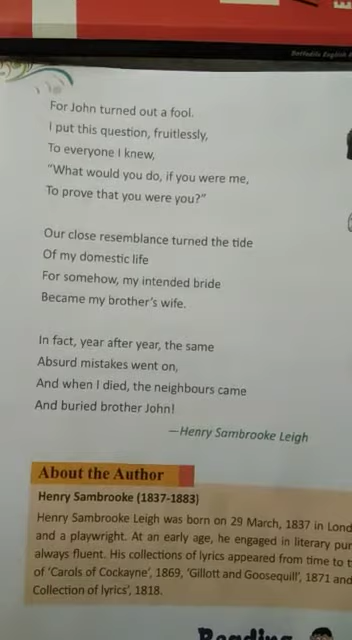 Daffodils English
For John turned out a fool.
I put this question, fruitlessly,
To everyone I knew,
"What would you do, if you were me,
To prove that you were you?"
Our close resemblance turned the tide
Of my domestic life
For somehow, my intended bride
Became my brother's wife.
In fact, year after year, the same
Absurd mistakes went on,
And when I died, the neighbours came
And buried brother John!
—Henry Sambrooke Leigh
About the Author
Henry Sambrooke (1837-1883)
Henry Sambrooke Leigh was born on 29 March, 1837 in Lond
and a playwright. At an early age, he engaged in literary pur
always fluent. His collections of lyrics appeared from time to t
of 'Carols of Cockayne', 1869, 'Gillott and Goosequill', 1871 and
Collection of lyrics', 1818.
Reading